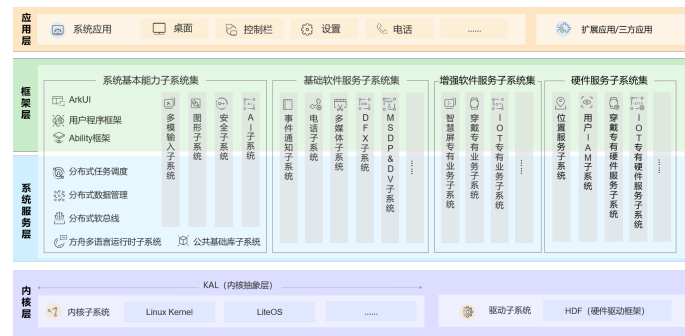 应用层
系统应用
桌面
控制栏
设置
电话
......
扩展应用/三方应用
框架层
系统基本能力子系统集
ArkUI
用户程序框架
Ability框架
多模输入子系统
图形子系统
安全子系统
AI子系统
分布式任务调度
分布式数据管理
分布式软总线
方舟多语言运行时子系统
公共基础库子系统
基础软件服务子系统集
事件通知子系统
电话子系统
多媒体子系统
DFX子系统
MSDP&DV子系统
......
增强软件服务子系统集
智慧屏专有业务子系统
穿戴专有业务子系统
IOT专有业务子系统
......
硬件服务子系统集
位置服务子系统
用户IAM子系统
穿戴专有硬件服务子系统
IOT专有硬件服务子系统
......
系统服务层
内核层
KAL（内核抽象层）
内核子系统
Linux Kernel
LiteOS
......
驱动子系统
HDF（硬件驱动框架）